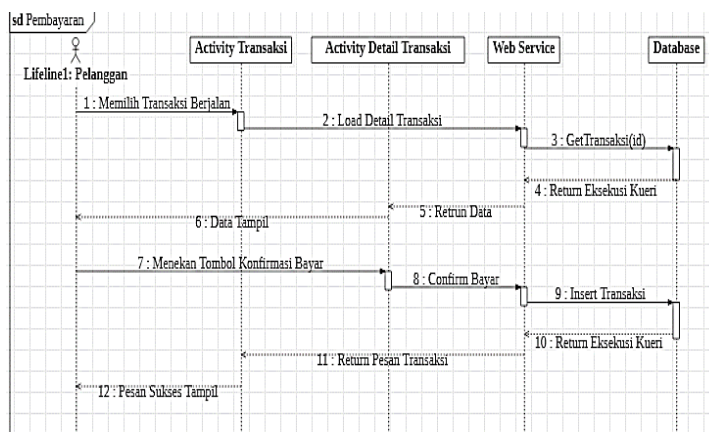 sd Pembayaran
Activity Transaksi
Activity Detail Transaksi
Web Service
Database
Lifeline1: Pelanggan
1 : Memilih Transaksi Berjalan
2 : Load Detail Transaksi
3 : GetTransaksi(id)
4 : Return Eksekusi Kueri
5 : Retrun Data
6 : Data Tampil
7 : Menekan Tombol Konfirmasi Bayar
8 : Confirm Bayar
9 : Insert Transaksi
10 : Return Eksekusi Kueri
11 : Return Pesan Transaksi
12 : Pesan Sukses Tampil